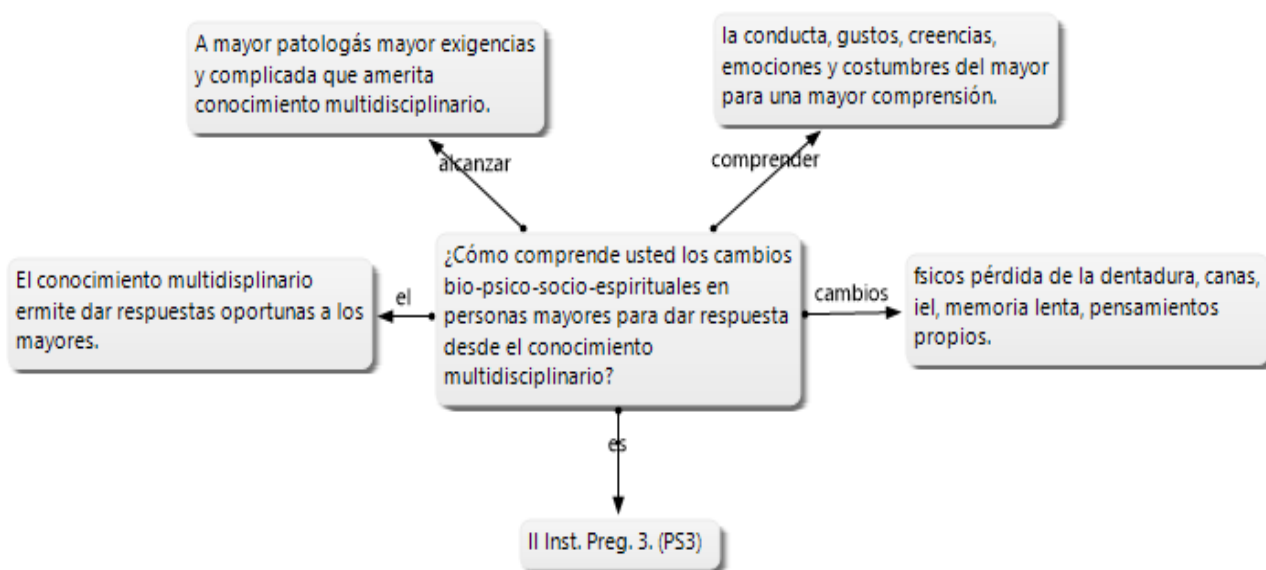 A mayor patologás mayor exigencias
y complicada que amerita
conocimiento multidisciplinario.
la conducta, gustos, creencias,
emociones y costumbres del mayor
para una mayor comprensión.
alcanzar
comprender
El conocimiento multidisplinario
ermite dar respuestas oportunas a los
mayores.
el
¿Cómo comprende usted los cambios
bio-psico-socio-espirituales en
personas mayores para dar respuesta
desde el conocimiento
multidisciplinario?
cambios
fsicos pérdida de la dentadura, canas,
iel, memoria lenta, pensamientos
propios.
es
II Inst. Preg. 3. (PS3)